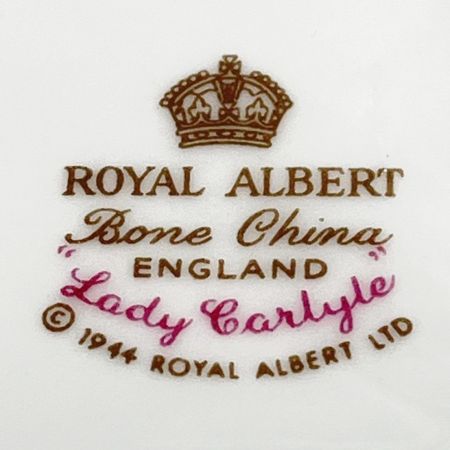 ROYAL ALBERT
Bone China
ENGLAND
"Lady Carlyle"
© 1944 ROYAL ALBERT LTD